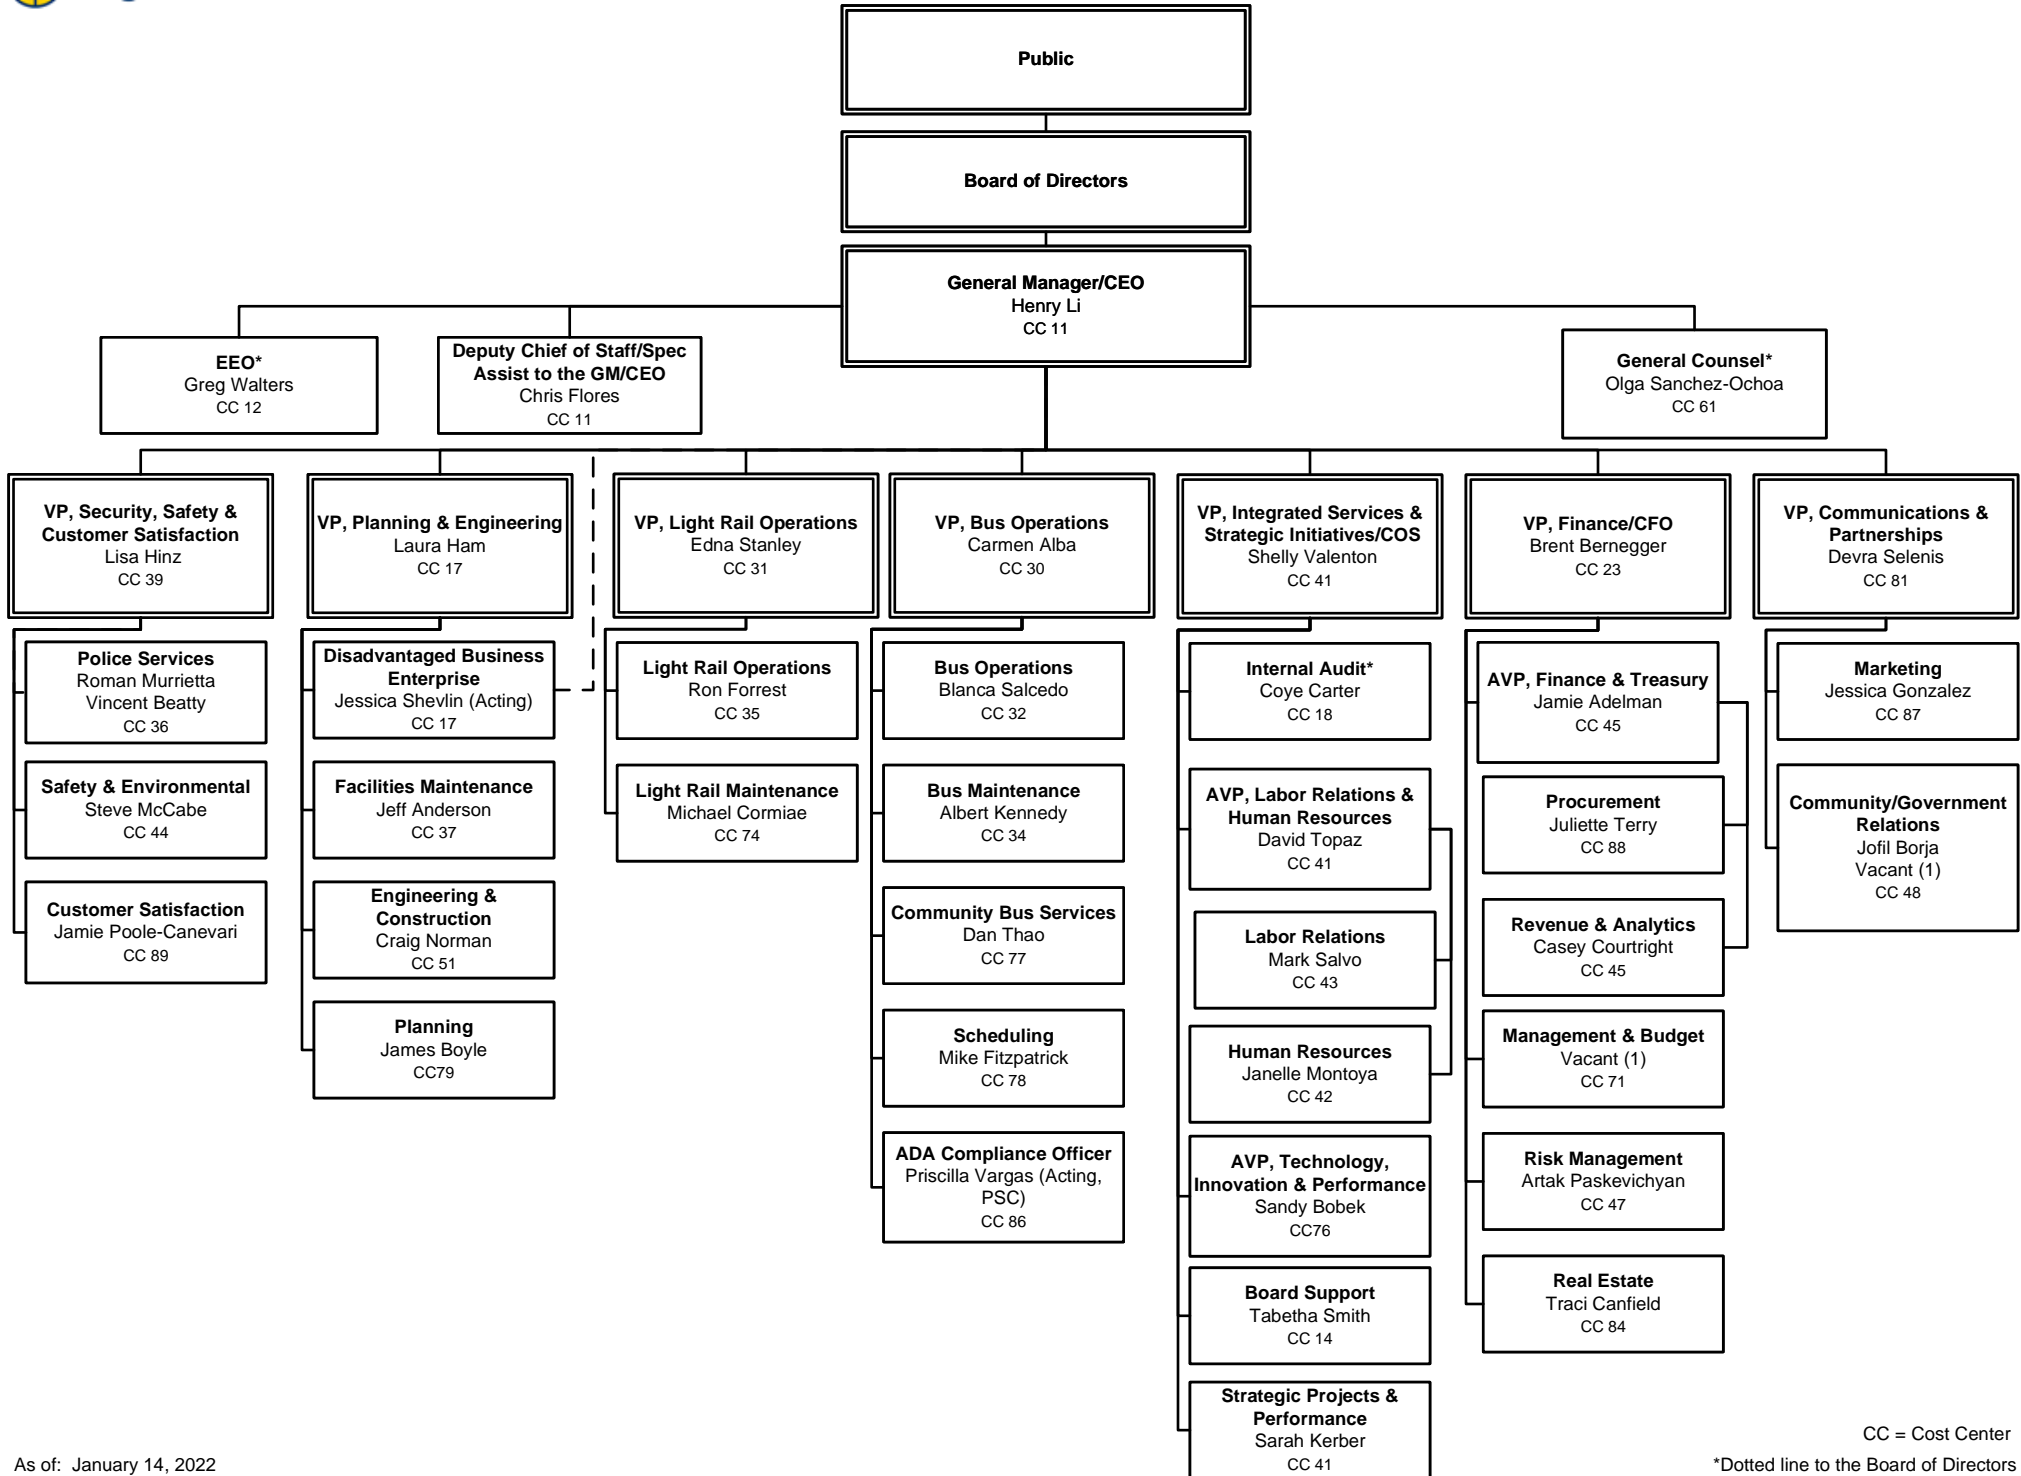 Public
Board of Directors
General Manager/CEO
Henry Li
CC 11
EEO*
Greg Walters
CC 12
Deputy Chief of Staff/Spec
Assist to the GM/CEO
Chris Flores
CC 11
General Counsel*
Olga Sanchez-Ochoa
CC 61
VP, Security, Safety &
Customer Satisfaction
Lisa Hinz
CC 39
VP, Planning & Engineering
Laura Ham
CC 17
VP, Light Rail Operations
Edna Stanley
CC 31
VP, Bus Operations
Carmen Alba
CC 30
VP, Integrated Services &
Strategic Initiatives/COS
Shelly Valenton
CC 41
VP, Finance/CFO
Brent Bernegger
CC 23
VP, Communications &
Partnerships
Devra Selenis
CC 81
Police Services
Roman Murrietta
Vincent Beatty
CC 36
Safety & Environmental
Steve McCabe
CC 44
Customer Satisfaction
Jamie Poole-Canevari
CC 89
Disadvantaged Business
Enterprise
Jessica Shevlin (Acting)
CC 17
Facilities Maintenance
Jeff Anderson
CC 37
Engineering &
Construction
Craig Norman
CC 51
Planning
James Boyle
CC79
Light Rail Operations
Ron Forrest
CC 35
Light Rail Maintenance
Michael Cormiae
CC 74
Bus Operations
Blanca Salcedo
CC 32
Bus Maintenance
Albert Kennedy
CC 34
Community Bus Services
Dan Thao
CC 77
Scheduling
Mike Fitzpatrick
CC 78
ADA Compliance Officer
Priscilla Vargas (Acting,
PSC)
CC 86
Internal Audit*
Coye Carter
CC 18
AVP, Labor Relations &
Human Resources
David Topaz
CC 41
Labor Relations
Mark Salvo
CC 43
Human Resources
Janelle Montoya
CC 42
AVP, Technology,
Innovation & Performance
Sandy Bobek
CC76
Board Support
Tabetha Smith
CC 14
Strategic Projects &
Performance
Sarah Kerber
CC 41
AVP, Finance & Treasury
Jamie Adelman
CC 45
Procurement
Juliette Terry
CC 88
Revenue & Analytics
Casey Courtright
CC 45
Management & Budget
Vacant (1)
CC 71
Risk Management
Artak Paskevichyan
CC 47
Real Estate
Traci Canfield
CC 84
Marketing
Jessica Gonzalez
CC 87
Community/Government
Relations
Jofil Borja
Vacant (1)
CC 48
CC = Cost Center
As of: January 14, 2022
*Dotted line to the Board of Directors